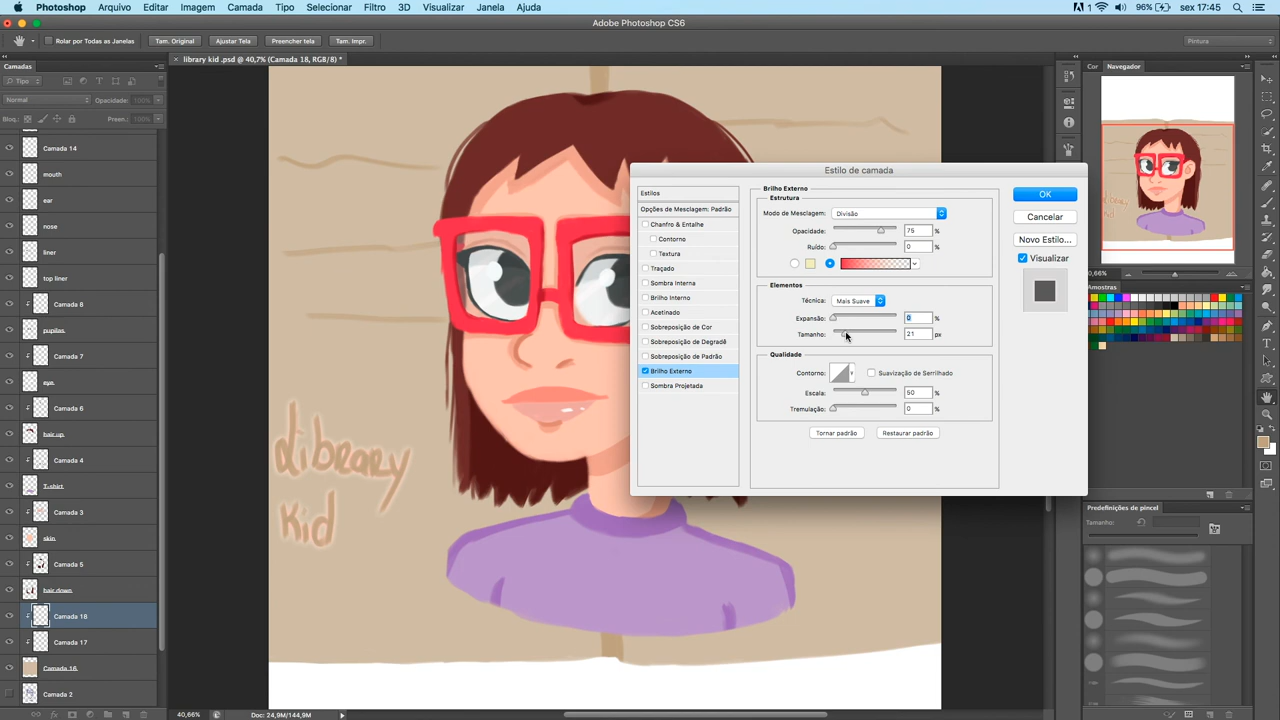 Photoshop Arquivo Editar Imagem Camada Tipo Selecionar Filtro 3D Visualizar Janela Ajuda
1 96% sex 17:45
Adobe Photoshop CS6
Rolar por Todas as Janelas Tam. Original Ajustar Tela Preencher tela Tam. Impr. Pintura
Camadas
× library kid .psd @ 40,7% (Camada 18, RGB/8) *
Cor Navegador
Tipo
Normal Opacidade: 100%
Bloq.: Preen.: 100%
Camada 14
mouth
ear
nose
liner
top liner
Camada 8
pupilas
Camada 7
eye
Camada 6
hair up
Camada 4
T-shirt
Camada 3
skin
Camada 5
hair down
Camada 18
Camada 17
Camada 16
Camada 2
Library
Kid
Estilo de camada
Estilos
Opções de Mesclagem: Padrão
Chanfro & Entalhe
Contorno
Textura
Traçado
Sombra Interna
Brilho Interno
Acetinado
Sobreposição de Cor
Sobreposição de Degradê
Sobreposição de Padrão
Brilho Externo
Sombra Projetada
Brilho Externo
Estrutura
Modo de Mesclagem: Divisão
Opacidade: 75 %
Ruído: 0 %
Elementos
Técnica: Mais Suave
Expansão: 0 %
Tamanho: 21 px
Qualidade
Contorno: Suavização de Serrilhado
Escala: 50 %
Tremulação: 0 %
Tornar padrão Restaurar padrão
OK
Cancelar
Novo Estilo...
Visualizar
0,66%
Amostras
Predefinições de pincel
Tamanho:
40,66% Doc: 24,9M/144,9M